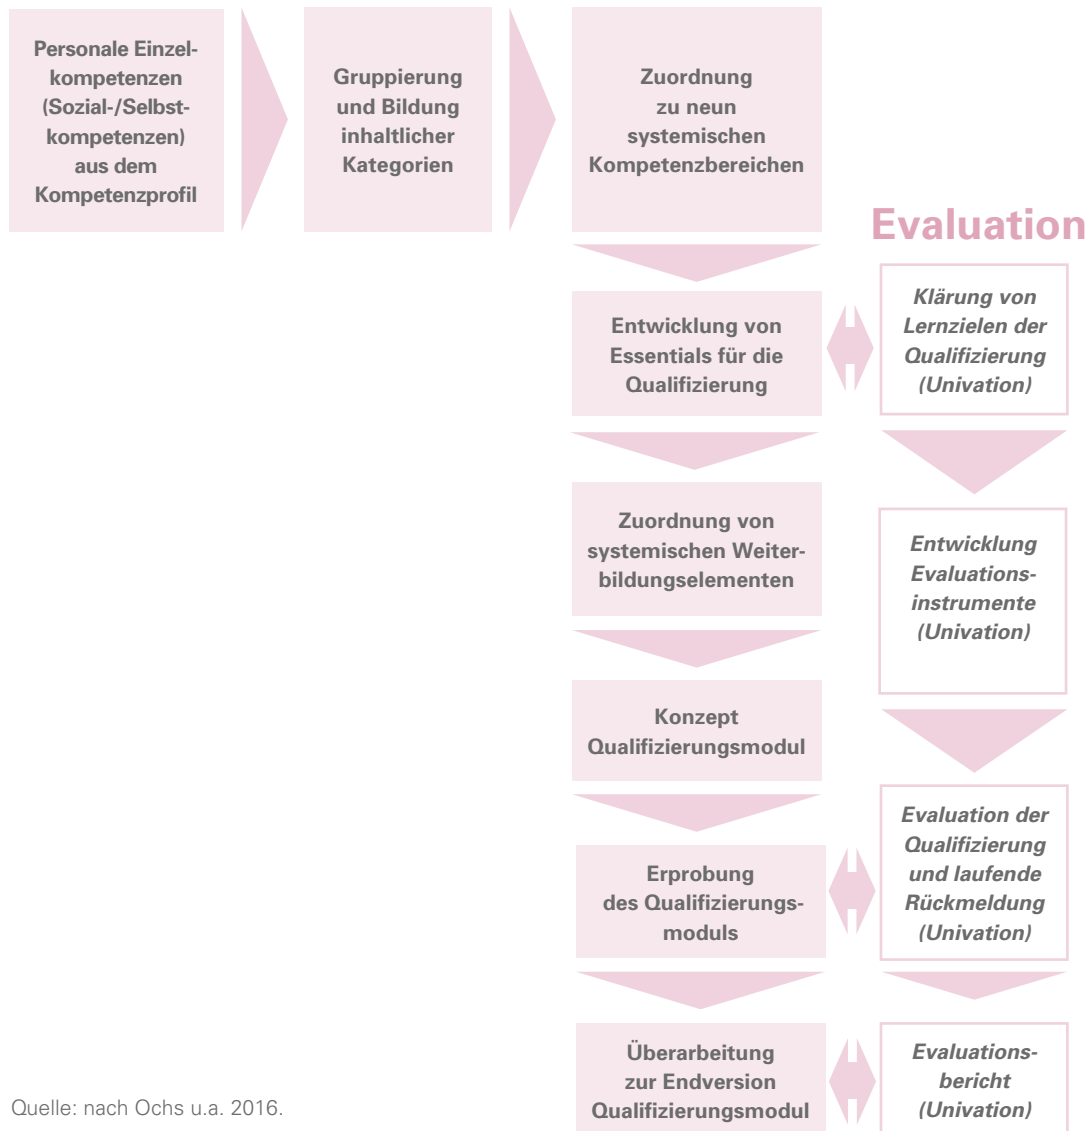 Personale Einzel-
kompetenzen
(Sozial-/Selbst-
kompetenzen)
aus dem
Kompetenzprofil
Gruppierung
und Bildung
inhaltlicher
Kategorien
Zuordnung
zu neun
systemischen
Kompetenzbereichen
Evaluation
Entwicklung von
Essentials für die
Qualifizierung
Klärung von
Lernzielen der
Qualifizierung
(Univation)
Zuordnung von
systemischen Weiter-
bildungselementen
Entwicklung
Evaluations-
instrumente
(Univation)
Konzept
Qualifizierungsmodul
Erprobung
des Qualifizierungs-
moduls
Evaluation der
Qualifizierung
und laufende
Rückmeldung
(Univation)
Überarbeitung
zur Endversion
Qualifizierungsmodul
Evaluations-
bericht
(Univation)
Quelle: nach Ochs u.a. 2016.